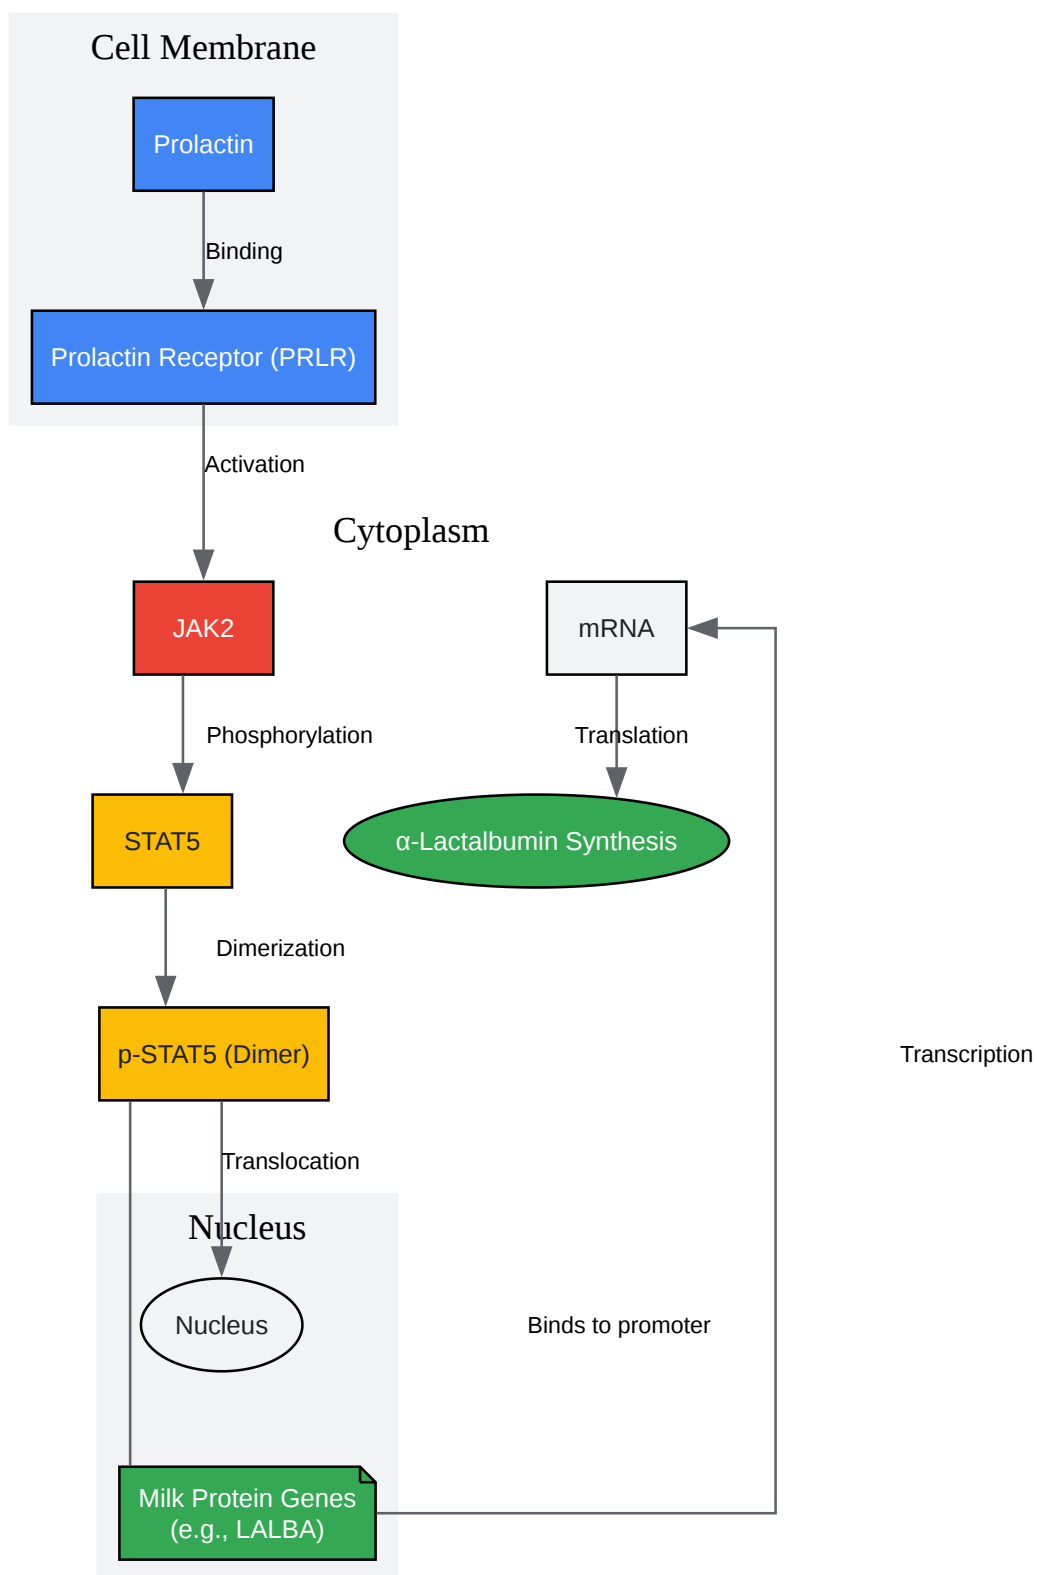 Cell Membrane
Prolactin
Binding
Prolactin Receptor (PRLR)
Activation
Cytoplasm
JAK2
mRNA
Phosphorylation
Translation
STAT5
α-Lactalbumin Synthesis
Dimerization
p-STAT5 (Dimer)
Transcription
Translocation
Nucleus
Nucleus
Binds to promoter
Milk Protein Genes
(e.g., LALBA)